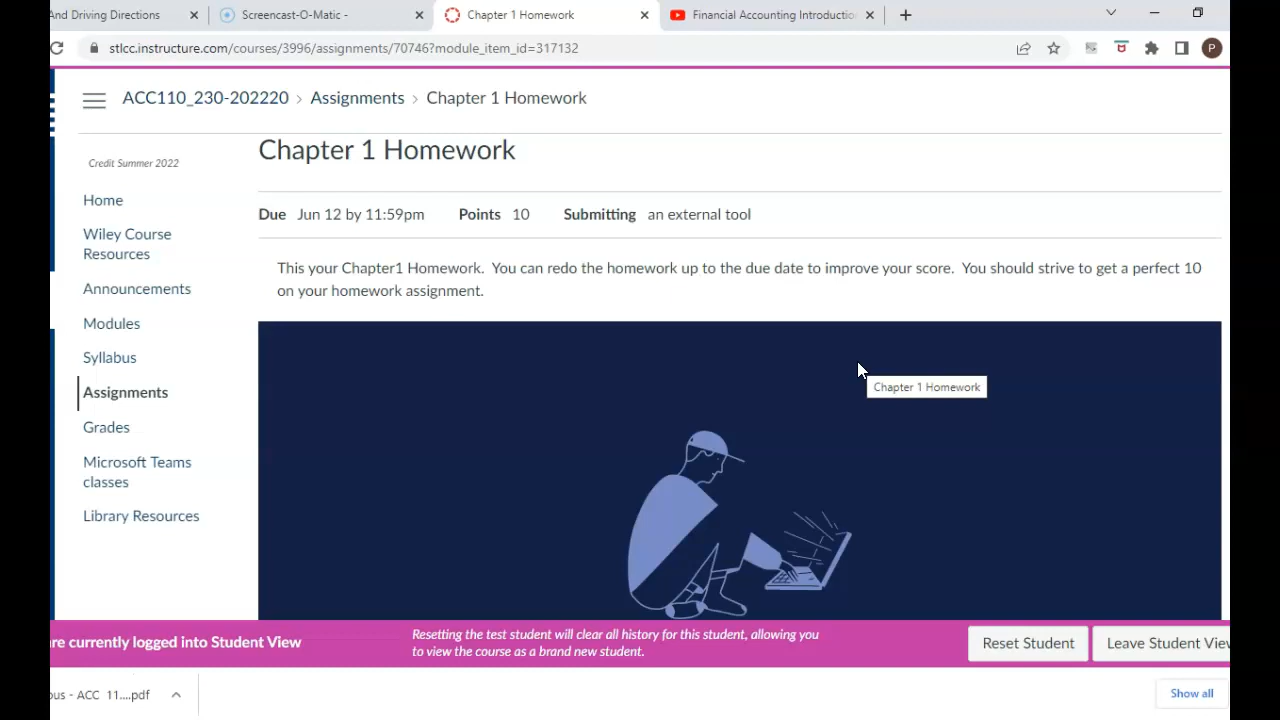 And Driving Directions
Screencast-O-Matic -
Chapter 1 Homework
Financial Accounting Introductio
stlcc.instructure.com/courses/3996/assignments/70746?module_item_id=317132
P
ACC110_230-202220 › Assignments › Chapter 1 Homework
Credit Summer 2022
Home
Wiley Course
Resources
Announcements
Modules
Syllabus
Assignments
Grades
Microsoft Teams
classes
Library Resources
Chapter 1 Homework
Due Jun 12 by 11:59pm Points 10 Submitting an external tool
This your Chapter1 Homework. You can redo the homework up to the due date to improve your score. You should strive to get a perfect 10
on your homework assignment.
Chapter 1 Homework
re currently logged into Student View
Resetting the test student will clear all history for this student, allowing you
to view the course as a brand new student.
Reset Student
Leave Student View
bus - ACC 11....pdf
Show all